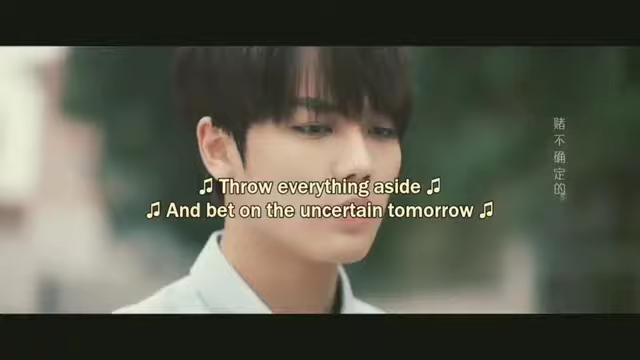 ♫ Throw everything aside ♫
♫ And bet on the uncertain tomorrow ♫
赌不确定的